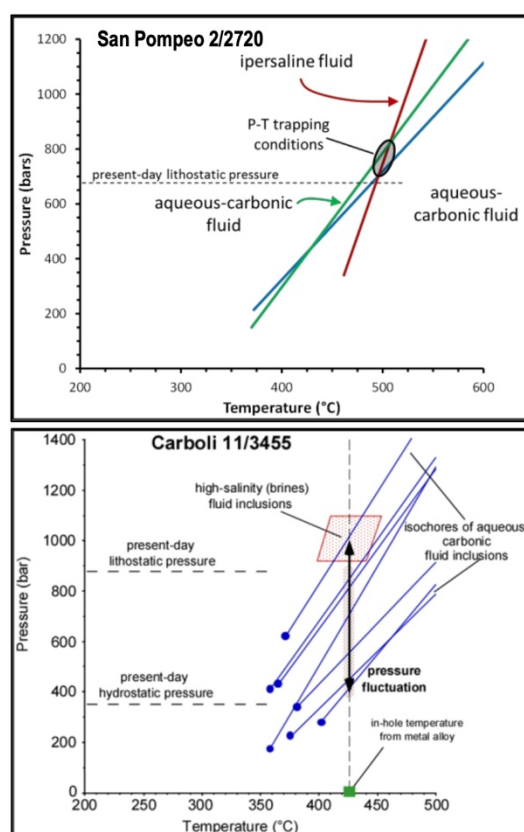 San Pompeo 2/2720
1200
1000
800
600
400
200
0
Pressure (bars)
ipersaline fluid
P-T trapping
conditions
present-day lithostatic pressure
aqueous-carbonic
fluid
aqueous-
carbonic fluid
200
300
400
500
600
Temperature (°C)
Carboli 11/3455
1400
1200
1000
800
600
400
200
0
Pressure (bar)
high-salinity (brines)
fluid inclusions
isochores of aqueous
carbonic
fluid inclusions
present-day
lithostatic pressure
present-day
hydrostatic pressure
pressure
fluctuation
in-hole temperature
from metal alloy
200
250
300
350
400
450
500
Temperature (°C)